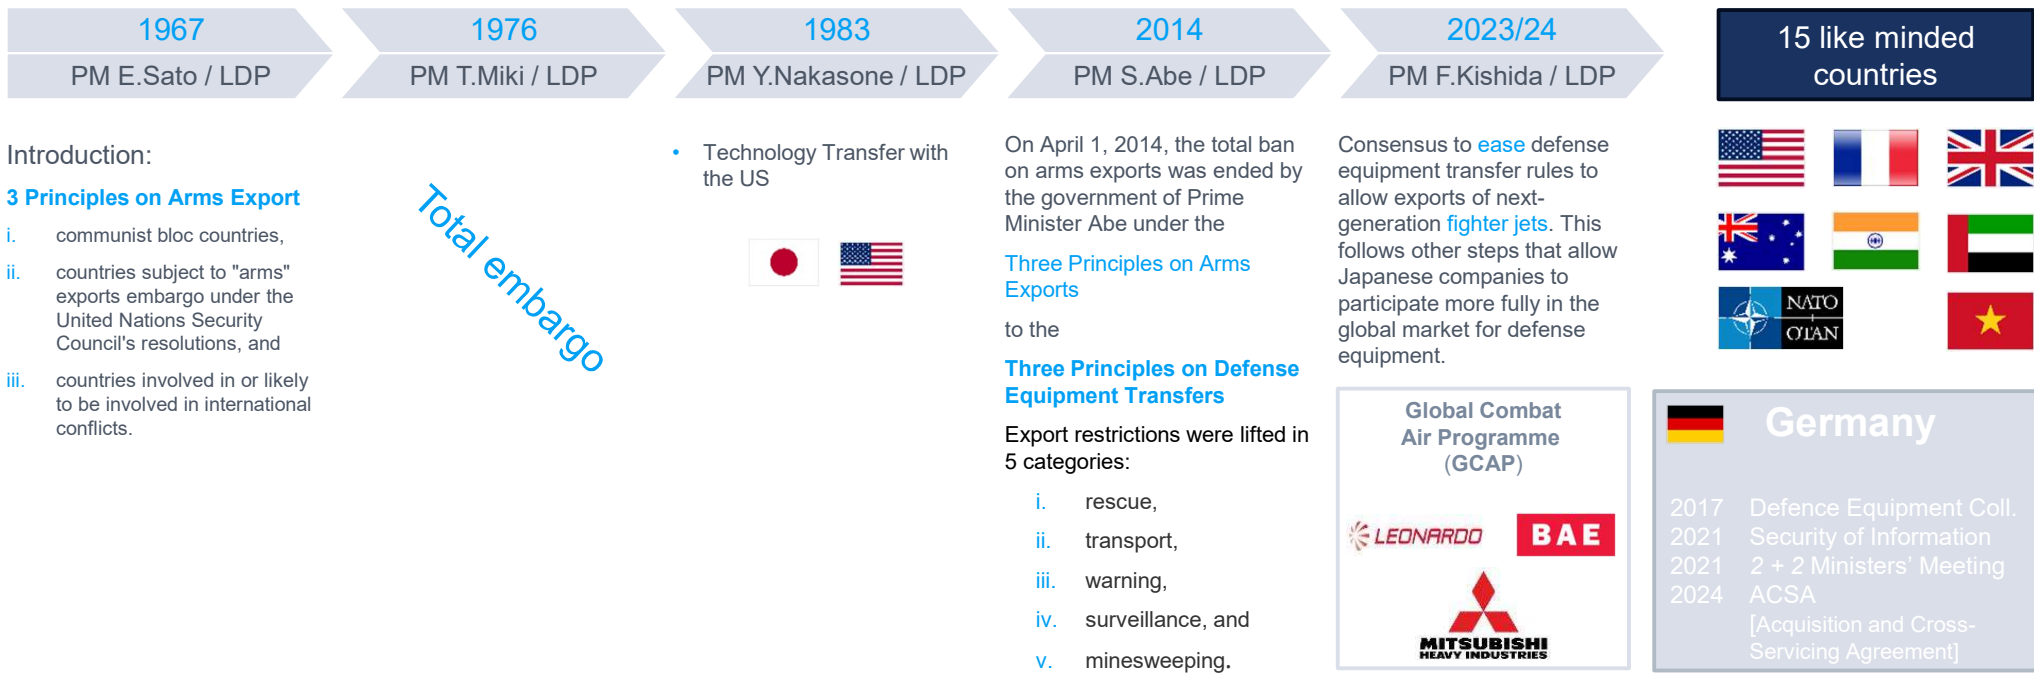 1967
PM E.Sato / LDP
1976
PM T.Miki / LDP
1983
PM Y.Nakasone / LDP
2014
PM S.Abe / LDP
2023/24
PM F.Kishida / LDP
15 like minded
countries
Introduction:
3 Principles on Arms Export
i. communist bloc countries,
ii. countries subject to "arms"
exports embargo under the
United Nations Security
Council's resolutions, and
iii. countries involved in or likely
to be involved in international
conflicts.
Total embargo
• Technology Transfer with
the US
On April 1, 2014, the total ban
on arms exports was ended by
the government of Prime
Minister Abe under the
Three Principles on Arms
Exports
to the
Three Principles on Defense
Equipment Transfers
Export restrictions were lifted in
5 categories:
i. rescue,
ii. transport,
iii. warning,
iv. surveillance, and
v. minesweeping.
Consensus to ease defense
equipment transfer rules to
allow exports of next-
generation fighter jets. This
follows other steps that allow
Japanese companies to
participate more fully in the
global market for defense
equipment.
Global Combat
Air Programme
(GCAP)
LEONARDO
BAE
MITSUBISHI
HEAVY INDUSTRIES
NATO
OTAN
Germany
2017 Defence Equipment Coll.
2021 Security of Information
2021 2 + 2 Ministers’ Meeting
2024 ACSA
[Acquisition and Cross-
Servicing Agreement]